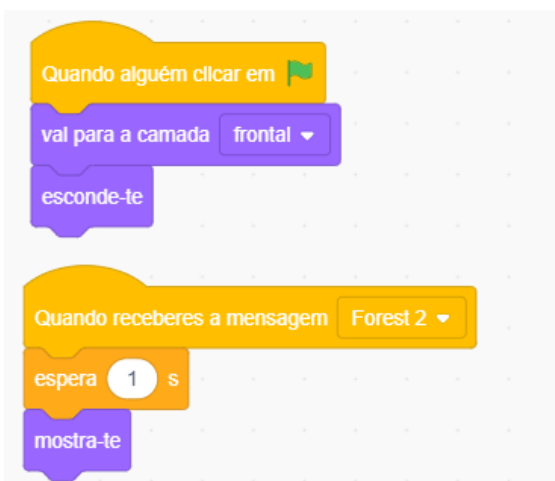 Quando alguém clicar em
vai para a camada frontal
esconde-te
Quando receberes a mensagem Forest 2
espera 1 s
mostra-te